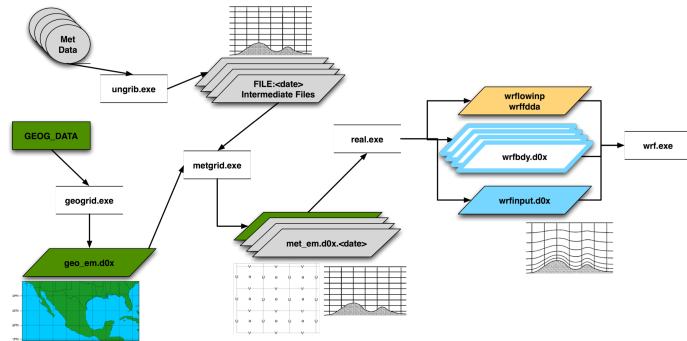 Met
Data
ungrib.exe
FILE:<date>
Intermediate Files
GEOG_DATA
geogrid.exe
geo_em.d0x
metgrid.exe
met_em.d0x.<date>
real.exe
wrflowinp
wrffdda
wrfbdy.d0x
wrfinput.d0x
wrf.exe